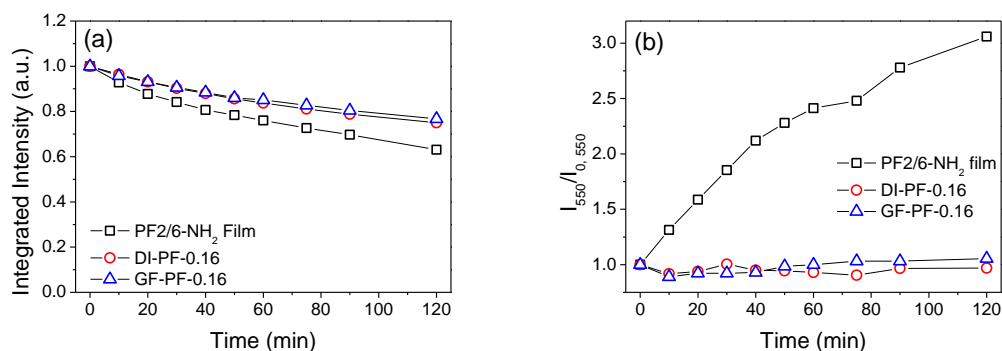 (a)
Integrated Intensity (a.u.)
1.2
1.0
0.8
0.6
0.4
0.2
0.0
PF2/6-NH₂ Film
DI-PF-0.16
GF-PF-0.16
0 20 40 60 80 100 120
Time (min)
(b)
I₅₅₀/I₀, ₅₅₀
3.0
2.5
2.0
1.5
1.0
PF2/6-NH₂ film
DI-PF-0.16
GF-PF-0.16
0 20 40 60 80 100 120
Time (min)